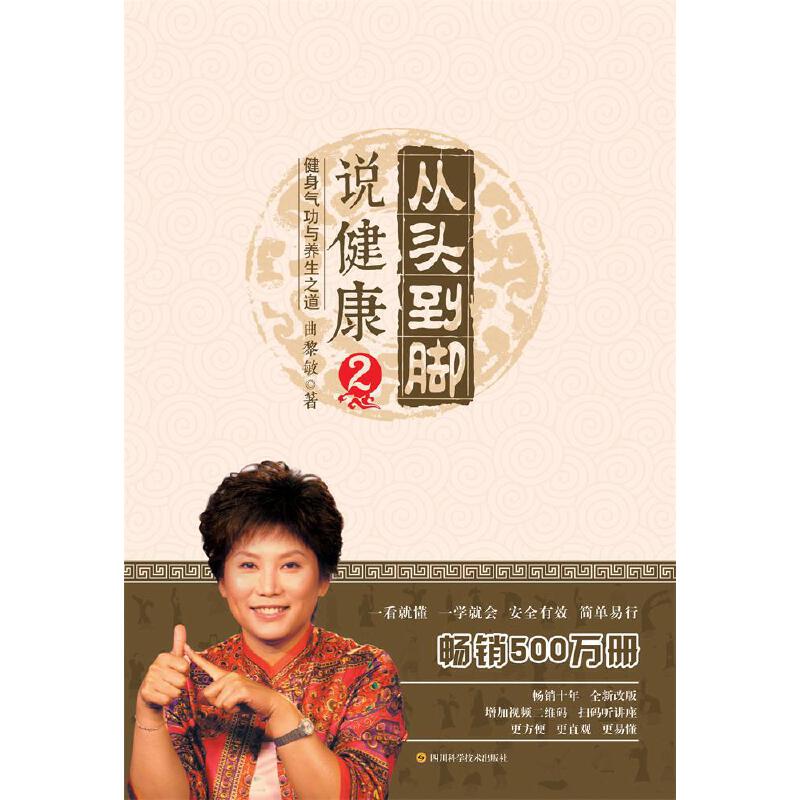 从头到脚
说健康
2
健身气功与养生之道
曲黎敏◎著
一看就懂 一学就会 安全有效 简单易行
畅销500万册
畅销十年 全新改版
增加视频二维码 扫码听讲座
更方便 更直观 更易懂
四川科学技术出版社